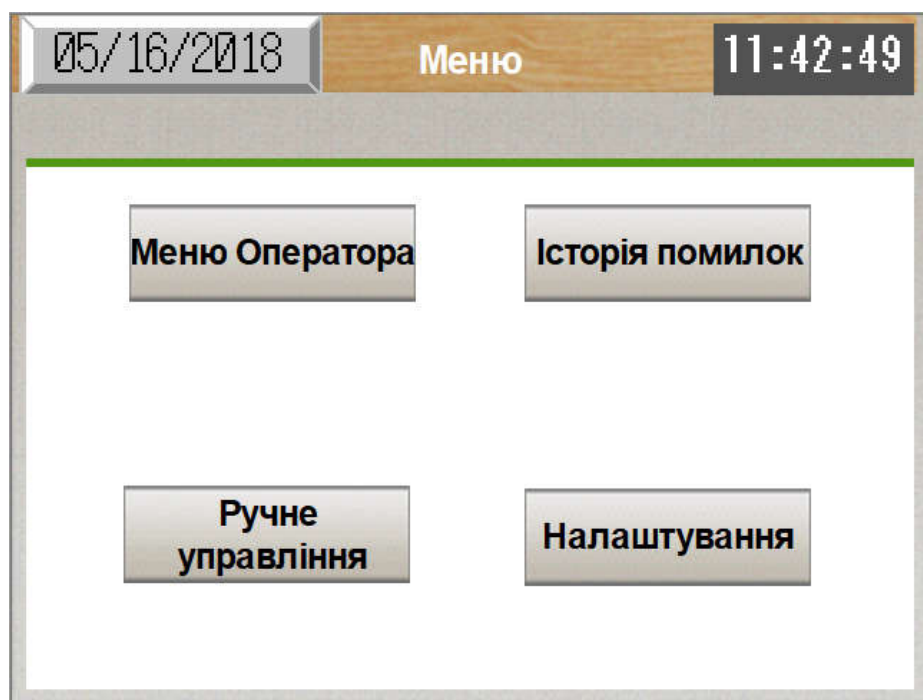 05/16/2018 Меню 11:42:49
Меню Оператора Історія помилок
Ручне
управління
Налаштування